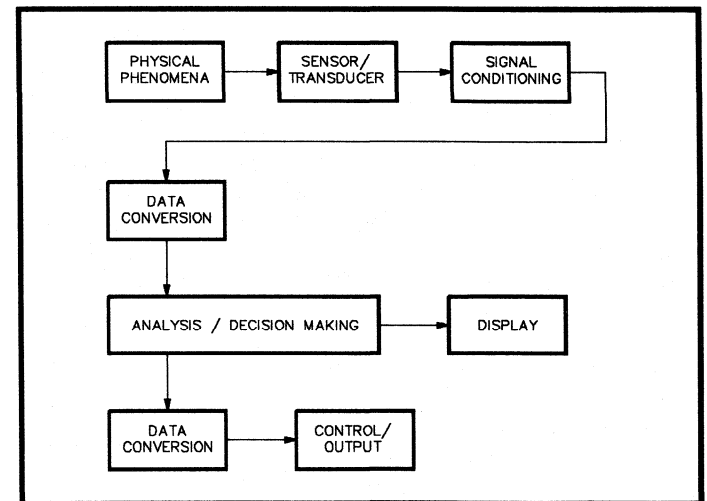 PHYSICAL
PHENOMENA
SENSOR/
TRANSDUCER
SIGNAL
CONDITIONING
DATA
CONVERSION
ANALYSIS / DECISION MAKING
DISPLAY
DATA
CONVERSION
CONTROL/
OUTPUT